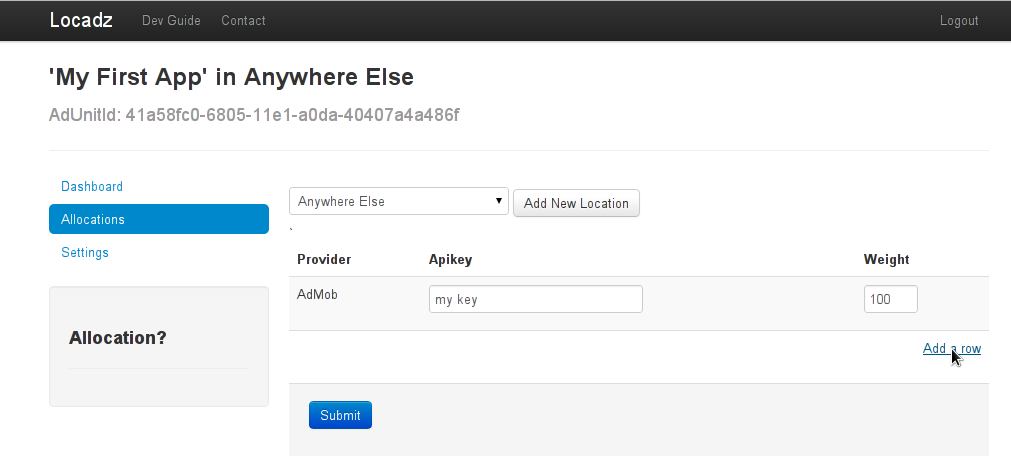 Locadz Dev Guide Contact Logout
'My First App' in Anywhere Else
AdUnitId: 41a58fc0-6805-11e1-a0da-40407a4a486f
Dashboard
Allocations
Settings
Allocation?
Anywhere Else Add New Location
`
Provider Apikey Weight
AdMob my key 100
Add a row
Submit